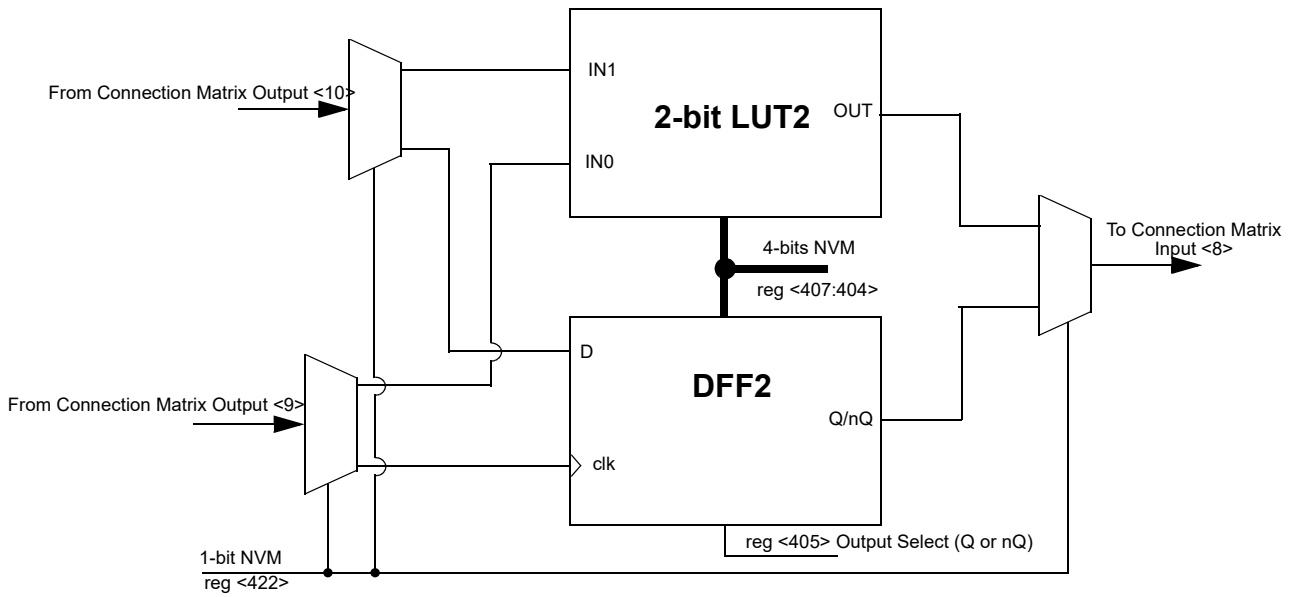 From Connection Matrix Output <10>
IN1
2-bit LUT2
OUT
IN0
4-bits NVM
reg <407:404>
To Connection Matrix
Input <8>
From Connection Matrix Output <9>
D
DFF2
Q/nQ
clk
reg <405> Output Select (Q or nQ)
1-bit NVM
reg <422>